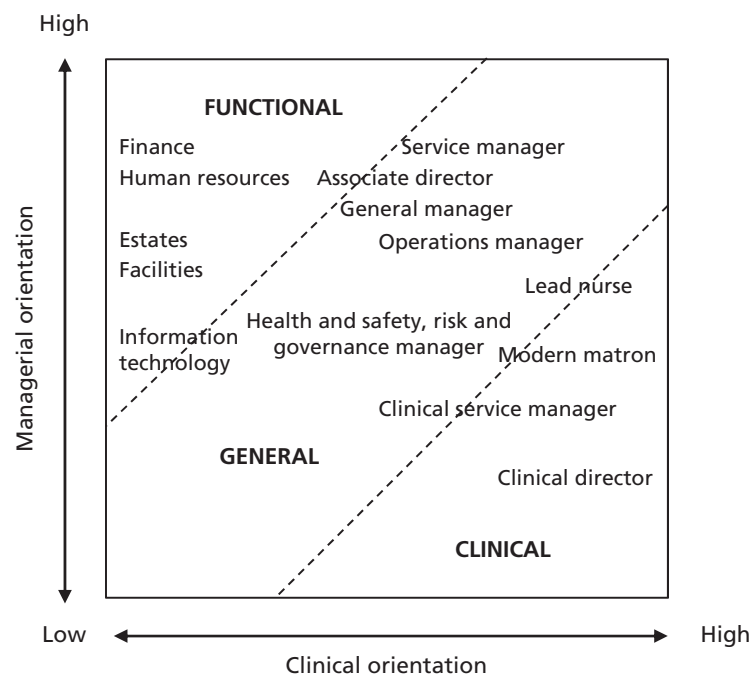 High
FUNCTIONAL
Finance
Service manager
Human resources
Associate director
General manager
Estates
Operations manager
Facilities
Lead nurse
Health and safety, risk and
governance manager
Information
technology
Modern matron
Clinical service manager
GENERAL
Clinical director
CLINICAL
Managerial orientation
Low
High
Clinical orientation